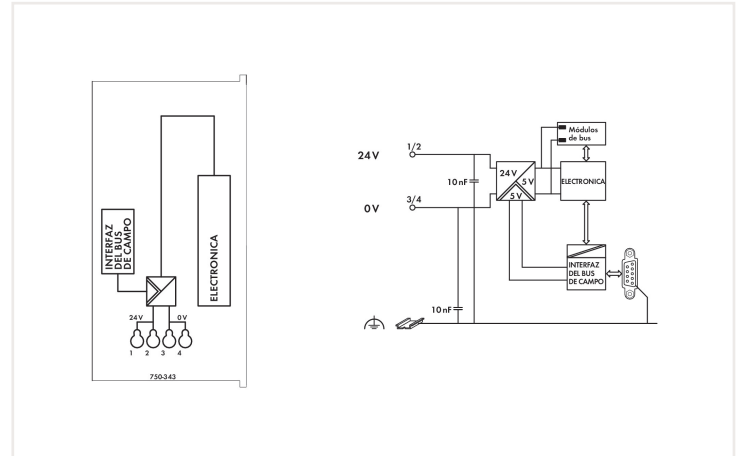 INTERFAZ
DEL BUS
DE CAMPO
ELECTRONICA
24 V
0 V
1
2
3
4
750-343
24 V
1/2
0 V
3/4
10 nF
10 nF
24 V
5 V
5 V
Módulos
de bus
ELECTRONICA
INTERFAZ
DEL BUS
DE CAMPO